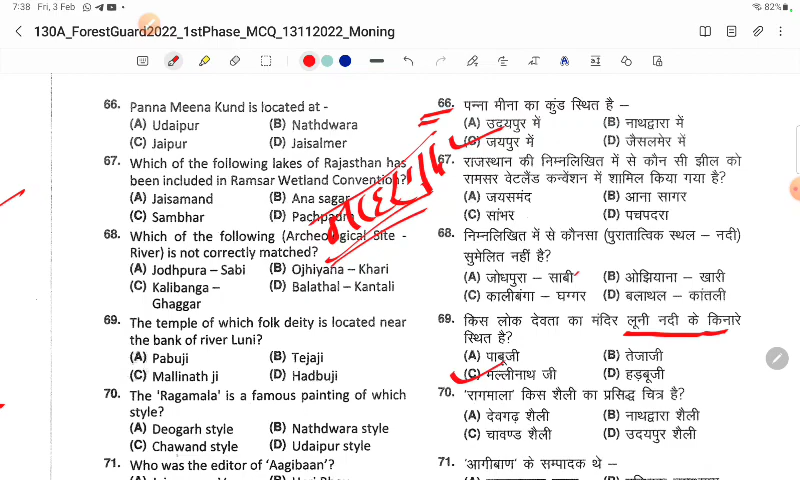 7:38 Fri, 3 Feb
82%
130A_ForestGuard2022_1stPhase_MCQ_13112022_Moning
66. Panna Meena Kund is located at -
(A) Udaipur (B) Nathdwara
(C) Jaipur (D) Jaisalmer
67. Which of the following lakes of Rajasthan has
been included in Ramsar Wetland Convention?
(A) Jaisamand (B) Ana sagar
(C) Sambhar (D) Pachpadra
68. Which of the following (Archeological Site -
River) is not correctly matched?
(A) Jodhpura – Sabi (B) Ojhiyana – Khari
(C) Kalibanga – (D) Balathal – Kantali
Ghaggar
69. The temple of which folk deity is located near
the bank of river Luni?
(A) Pabuji (B) Tejaji
(C) Mallinath ji (D) Hadbuji
70. The 'Ragamala' is a famous painting of which
style?
(A) Deogarh style (B) Nathdwara style
(C) Chawand style (D) Udaipur style
71. Who was the editor of 'Aagibaan'?
66. पन्ना मीना का कुंड स्थित है –
(A) उदयपुर में (B) नाथद्वारा में
(C) जयपुर में (D) जैसलमेर में
67. राजस्थान की निम्नलिखित में से कौन सी झील को
रामसर वेटलैंड कन्वेंशन में शामिल किया गया है?
(A) जयसमंद (B) आना सागर
(C) सांभर (D) पचपदरा
68. निम्नलिखित में से कौनसा (पुरातात्विक स्थल - नदी)
सुमेलित नहीं है?
(A) जोधपुरा – साबी (B) ओझियाना – खारी
(C) कालीबंगा – घग्गर (D) बलाथल – कांतली
69. किस लोक देवता का मंदिर लूनी नदी के किनारे
स्थित है?
(A) पाबूजी (B) तेजाजी
(C) मल्लीनाथ जी (D) हड़बूजी
70. 'रागमाला' किस शैली का प्रसिद्ध चित्र है?
(A) देवगढ़ शैली (B) नाथद्वारा शैली
(C) चावण्ड शैली (D) उदयपुर शैली
71. 'आगीबाण' के सम्पादक थे –